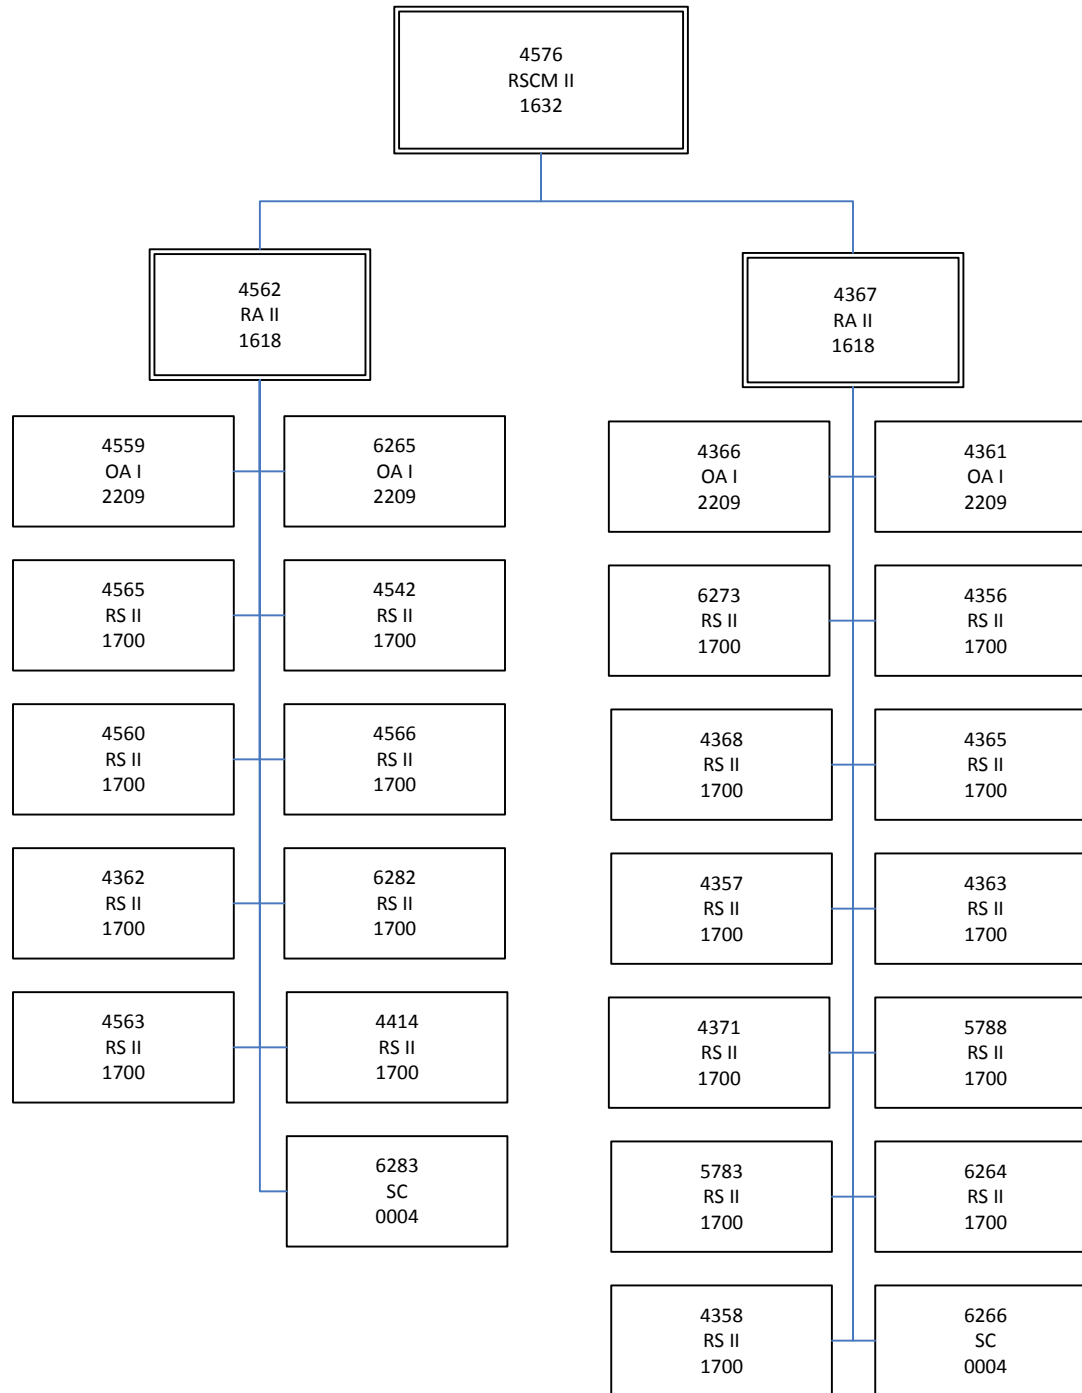 4576
RSCM II
1632
4562
RA II
1618
4367
RA II
1618
4559
OA I
2209
6265
OA I
2209
4366
OA I
2209
4361
OA I
2209
4565
RS II
1700
4542
RS II
1700
6273
RS II
1700
4356
RS II
1700
4560
RS II
1700
4566
RS II
1700
4368
RS II
1700
4365
RS II
1700
4362
RS II
1700
6282
RS II
1700
4357
RS II
1700
4363
RS II
1700
4563
RS II
1700
4414
RS II
1700
4371
RS II
1700
5788
RS II
1700
6283
SC
0004
5783
RS II
1700
6264
RS II
1700
4358
RS II
1700
6266
SC
0004